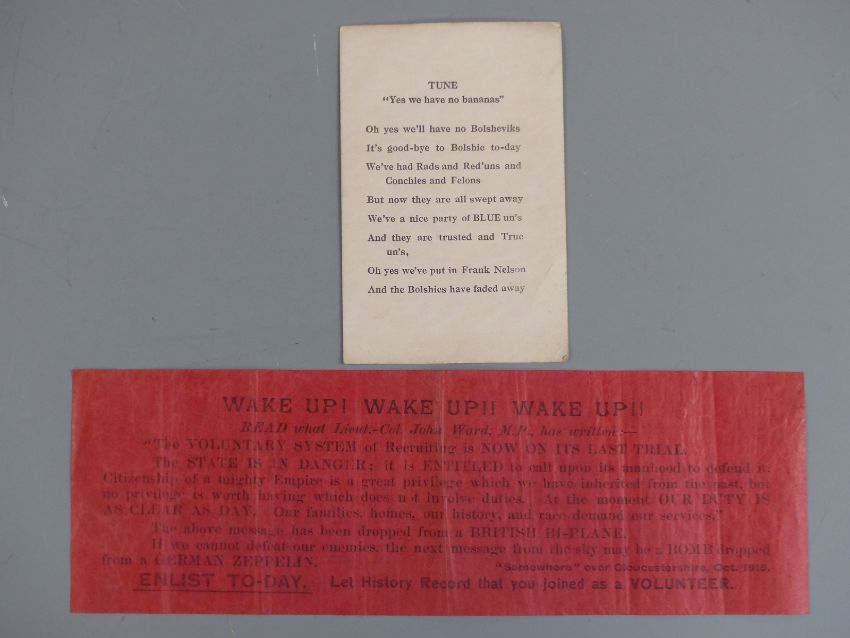 TUNE
"Yes we have no bananas"
Oh yes we'll have no Bolsheviks
It's good-bye to Bolshie to-day
We've had Rads and Red'uns and
Conchies and Felons
But now they are all swept away
We've a nice party of BLUE un's
And they are trusted and True
un's,
Oh yes we've put in Frank Nelson
And the Bolshies have faded away
WAKE UP! WAKE UP!! WAKE UP!!
READ what Lieut.-Col. John Ward, M.P., has written:—
"The VOLUNTARY SYSTEM of Recruiting is NOW ON ITS LAST TRIAL.
The STATE IS IN DANGER; it is ENTITLED to call upon its manhood to defend it:
Citizenship of a mighty Empire is a great privilege which we have inherited from the past, but
no privilege is worth having which does not involve duties. At the moment OUR DUTY IS
AS CLEAR AS DAY. Our families, homes, our history, and race demand our services."
The above message has been dropped from a BRITISH BI-PLANE.
If we cannot defeat our enemies, the next message from the sky may be a BOMB dropped
from a GERMAN ZEPPELIN. "Somewhere" over Gloucestershire, Oct. 1915.
ENLIST TO-DAY. Let History Record that you joined as a VOLUNTEER.